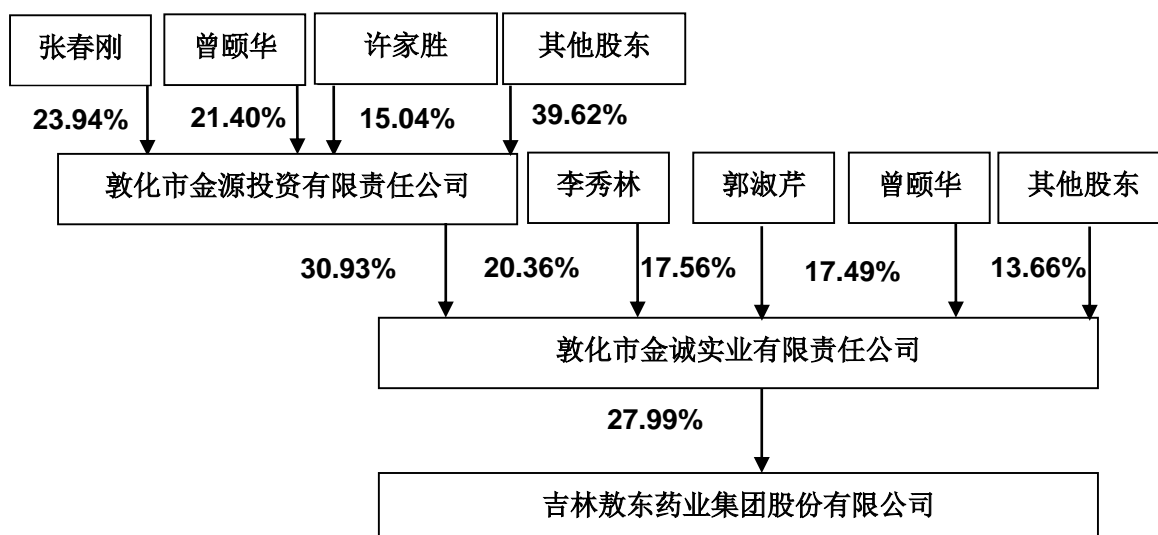 张春刚 曾颐华 许家胜 其他股东
23.94% 21.40% 15.04% 39.62%
敦化市金源投资有限责任公司 李秀林 郭淑芹 曾颐华 其他股东
30.93% 20.36% 17.56% 17.49% 13.66%
敦化市金诚实业有限责任公司
27.99%
吉林敖东药业集团股份有限公司